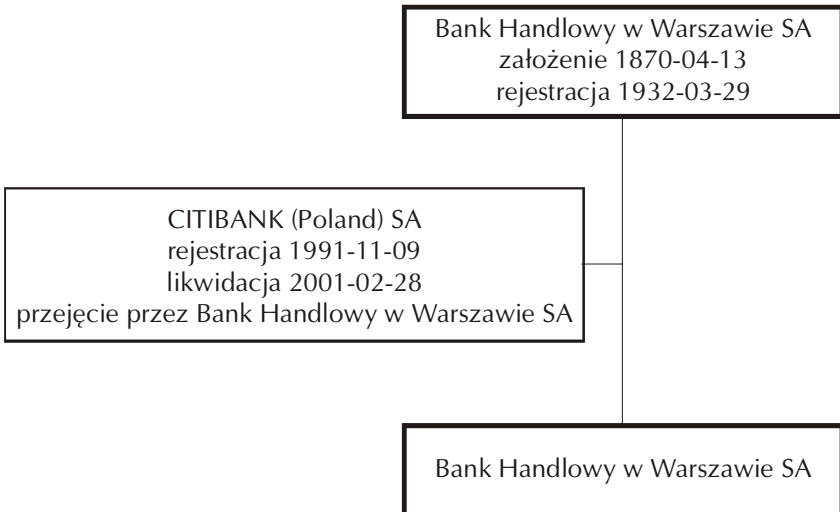 Bank Handlowy w Warszawie SA
założenie 1870-04-13
rejestracja 1932-03-29
CITIBANK (Poland) SA
rejestracja 1991-11-09
likwidacja 2001-02-28
przejęcie przez Bank Handlowy w Warszawie SA
Bank Handlowy w Warszawie SA